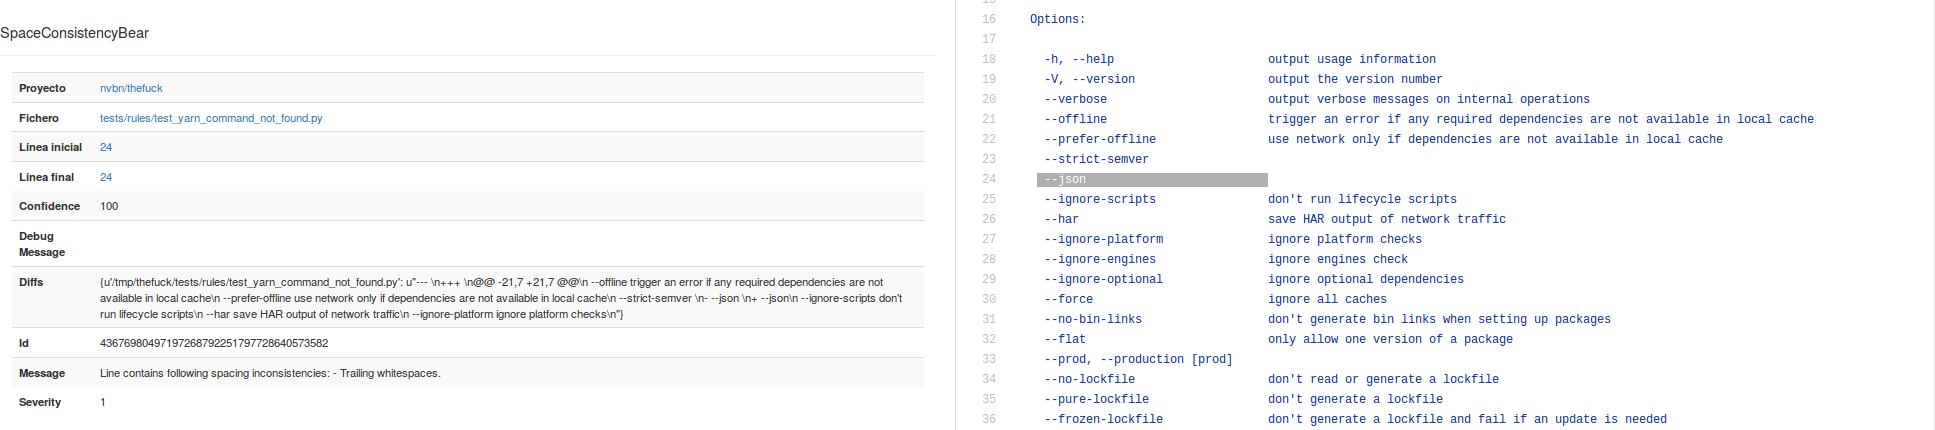 SpaceConsistencyBear
Proyecto nvbn/thefuck
Fichero tests/rules/test_yarn_command_not_found.py
Línea inicial 24
Línea final 24
Confidence 100
Debug
Message
Diffs {u'/tmp/thefuck/tests/rules/test_yarn_command_not_found.py': u"--- \n+++ \n@@ -21,7 +21,7 @@\n --offline trigger an error if any required dependencies are not
available in local cache\n --prefer-offline use network only if dependencies are not available in local cache\n --strict-semver \n- --json \n+ --json\n --ignore-scripts don't
run lifecycle scripts\n --har save HAR output of network traffic\n --ignore-platform ignore platform checks\n"}
Id 436769804971972687922517977286405735 82
Message Line contains following spacing inconsistencies: - Trailing whitespaces.
Severity 1
16 Options:
17
18 -h, --help output usage information
19 -V, --version output the version number
20 --verbose output verbose messages on internal operations
21 --offline trigger an error if any required dependencies are not available in local cache
22 --prefer-offline use network only if dependencies are not available in local cache
23 --strict-semver
24 --json
25 --ignore-scripts don't run lifecycle scripts
26 --har save HAR output of network traffic
27 --ignore-platform ignore platform checks
28 --ignore-engines ignore engines check
29 --ignore-optional ignore optional dependencies
30 --force ignore all caches
31 --no-bin-links don't generate bin links when setting up packages
32 --flat only allow one version of a package
33 --prod, --production [prod]
34 --no-lockfile don't read or generate a lockfile
35 --pure-lockfile don't generate a lockfile
36 --frozen-lockfile don't generate a lockfile and fail if an update is needed